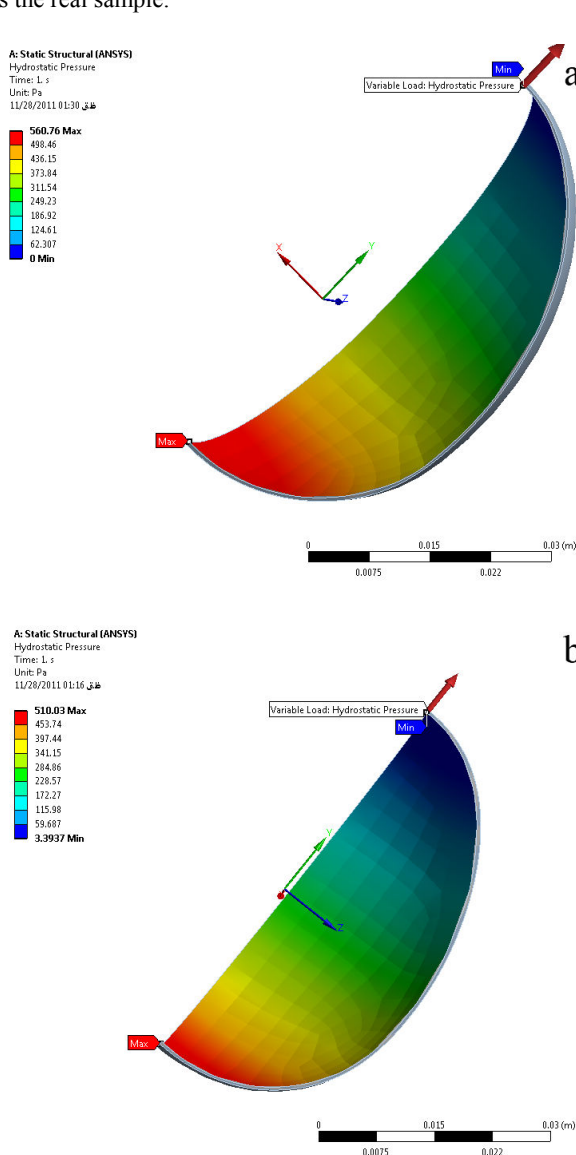 s the real sample.
A: Static Structural (ANSYS)
Hydrostatic Pressure
Time: 1. s
Unit: Pa
11/28/2011 01:30
560.76 Max
498.46
436.15
373.84
311.54
249.23
186.92
124.61
62.307
0 Min
Min
Variable Load: Hydrostatic Pressure
a
X
Y
Z
Max
0 0.015 0.03 (m)
0.0075 0.022
A: Static Structural (ANSYS)
Hydrostatic Pressure
Time: 1. s
Unit: Pa
11/28/2011 01:16
510.03 Max
453.74
397.44
341.15
284.86
228.57
172.27
115.98
59.687
3.3937 Min
b
Variable Load: Hydrostatic Pressure
Min
Y
Z
Max
0 0.015 0.03 (m)
0.0075 0.022